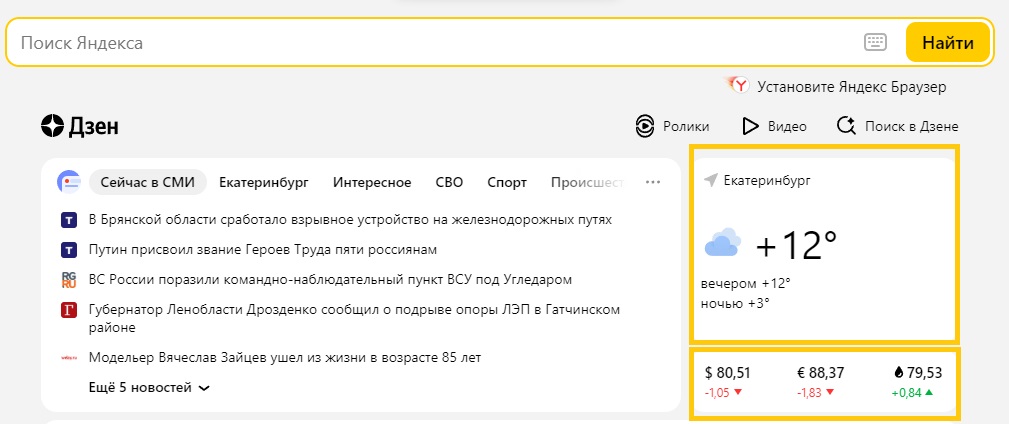 Поиск Яндекса
Найти
Установите Яндекс Браузер
Дзен
Ролики
Видео
Поиск в Дзене
Сейчас в СМИ
Екатеринбург
Интересное
СВО
Спорт
Происшест
Т В Брянской области сработало взрывное устройство на железнодорожных путях
Т Путин присвоил звание Героев Труда пяти россиянам
RG RU ВС России поразили командно-наблюдательный пункт ВСУ под Угледаром
Г Губернатор Ленобласти Дрозденко сообщил о подрыве опоры ЛЭП в Гатчинском
районе
Модельер Вячеслав Зайцев ушел из жизни в возрасте 85 лет
Ещё 5 новостей
Екатеринбург
+12°
вечером +12°
ночью +3°
$ 80,51 € 88,37 79,53
-1,05 -1,83 +0,84